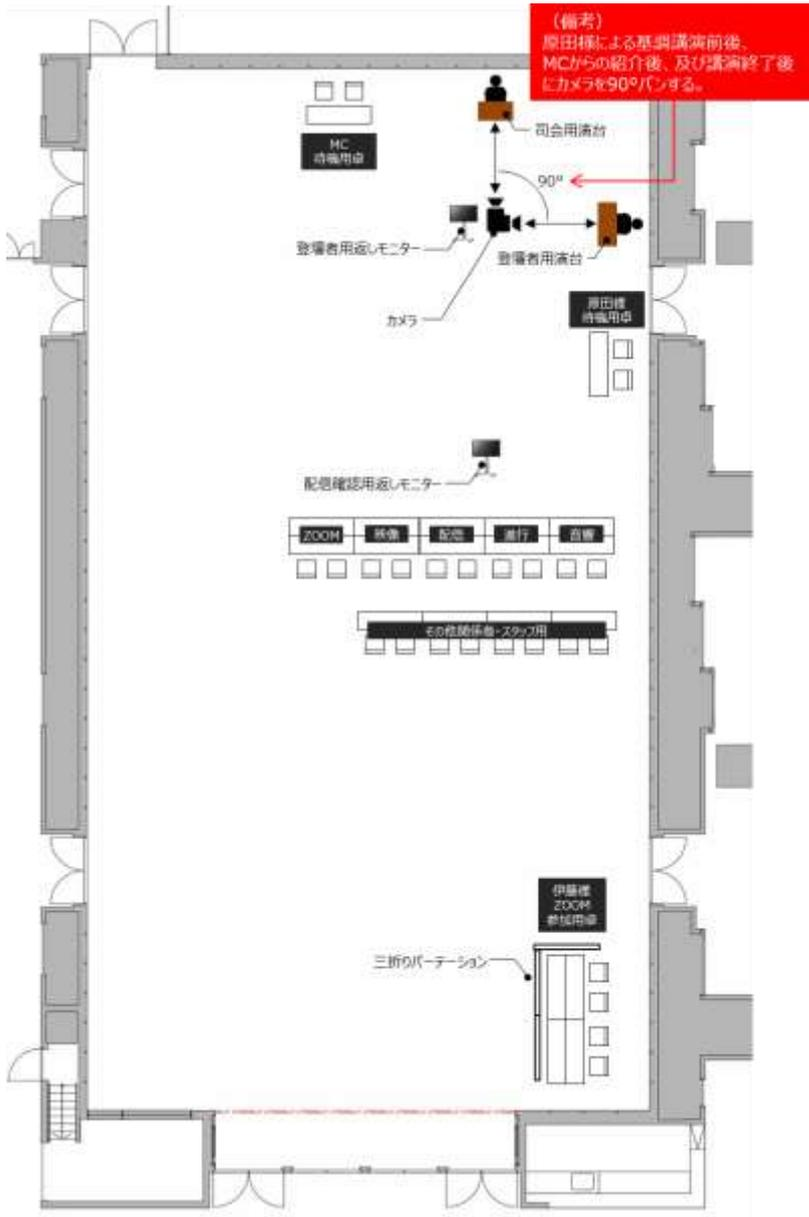 （備考）
原田様による基調講演前後、
MCからの紹介後、及び講演終了後
にカメラを90°パンする。
MC
待機用卓
司会用演台
90°
登壇者用返しモニター
登壇者用演台
カメラ
原田様
待機用卓
配信確認用返しモニター
ZOOM
映像
配信
進行
音響
その他関係者・スタッフ用
伊藤様
ZOOM
参加用卓
三折りパーテーション